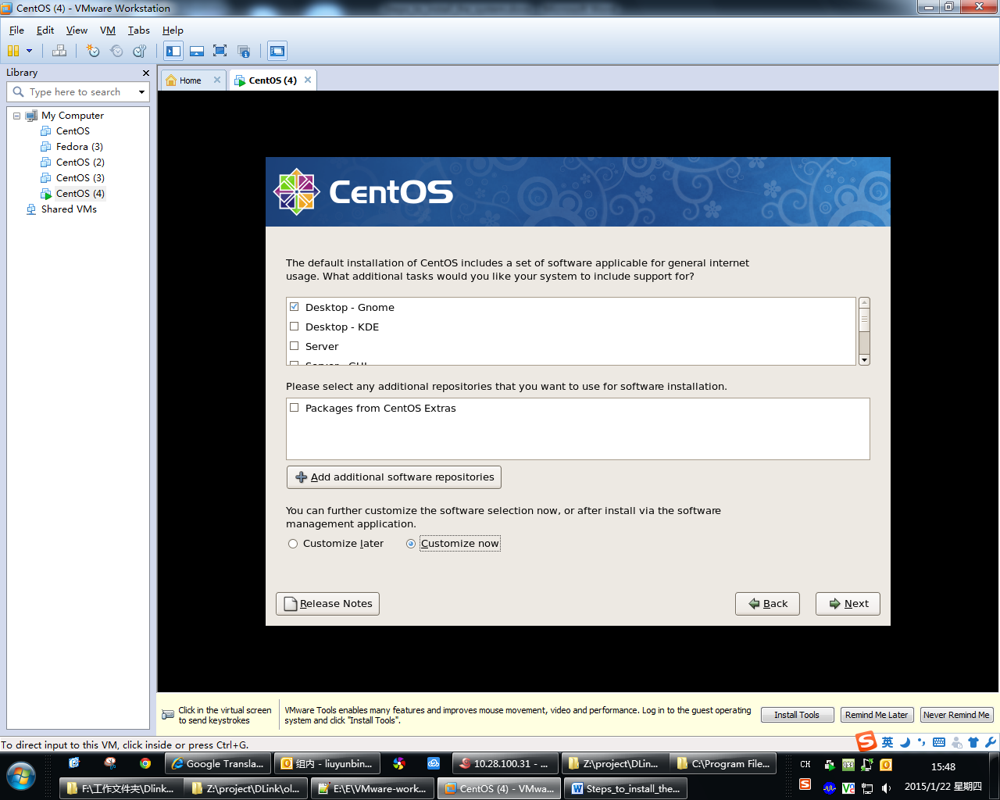 CentOS (4) - VMware Workstation
File Edit View VM Tabs Help
Library
Type here to search
My Computer
CentOS
Fedora (3)
CentOS (2)
CentOS (3)
CentOS (4)
Shared VMs
Home
CentOS (4)
CentOS
The default installation of CentOS includes a set of software applicable for general internet
usage. What additional tasks would you like your system to include support for?
Desktop - Gnome
Desktop - KDE
Server
Please select any additional repositories that you want to use for software installation.
Packages from CentOS Extras
Add additional software repositories
You can further customize the software selection now, or after install via the software
management application.
Customize later Customize now
Release Notes Back Next
Click in the virtual screen
to send keystrokes
VMware Tools enables many features and improves mouse movement, video and performance. Log in to the guest operating
system and click "Install Tools".
Install Tools Remind Me Later Never Remind Me
To direct input to this VM, click inside or press Ctrl+G.
英
Google Transla... 组内 - liuyunbin... 10.28.100.31 - ... Z:\project\DLin... C:\Program File...
CH
15:48
F:\工作文件夹\Dlink... Z:\project\DLink\ol... E:\E\VMware-work... CentOS (4) - VMwa... Steps_to_install_the...
2015/1/22 星期四